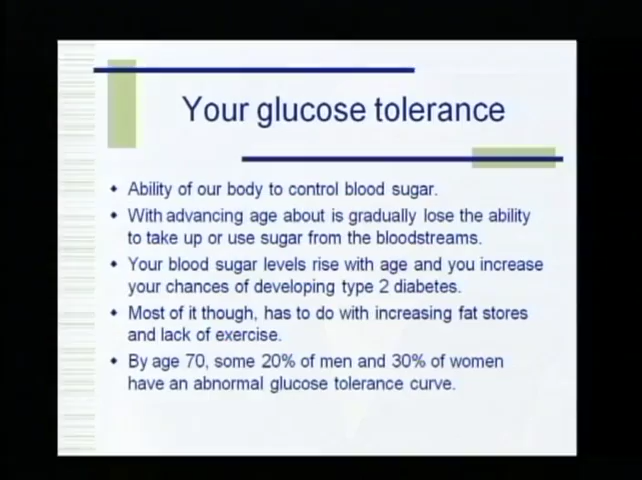 Your glucose tolerance
Ability of our body to control blood sugar.
With advancing age about is gradually lose the ability
to take up or use sugar from the bloodstreams.
Your blood sugar levels rise with age and you increase
your chances of developing type 2 diabetes.
Most of it though, has to do with increasing fat stores
and lack of exercise.
By age 70, some 20% of men and 30% of women
have an abnormal glucose tolerance curve.